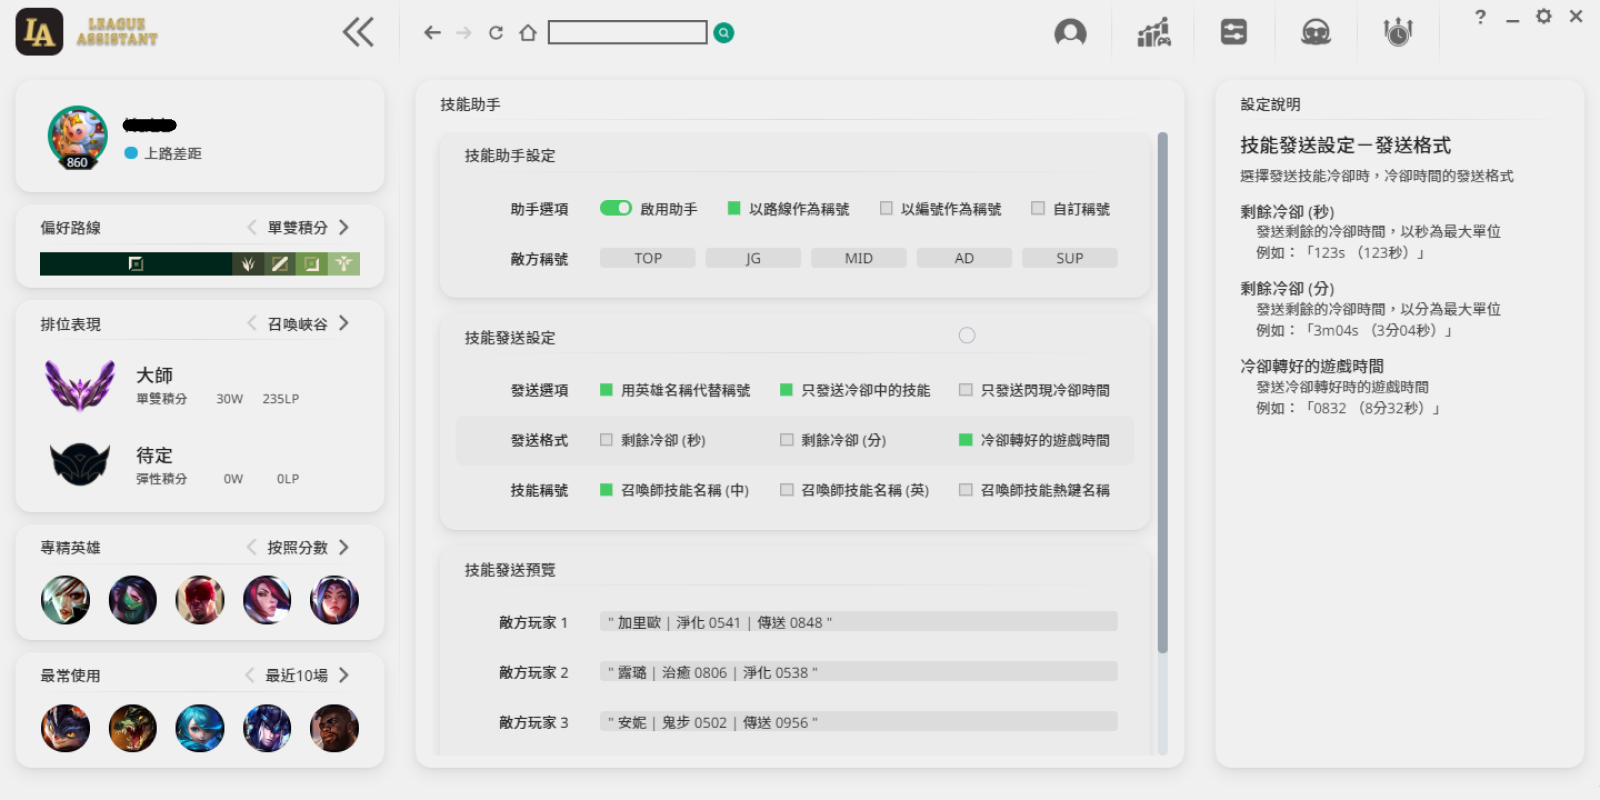 LEAGUE
ASSISTANT
?
860
上路差距
偏好路線
單雙積分
排位表現
召喚峽谷
大師
單雙積分 30W 235LP
待定
彈性積分 0W 0LP
專精英雄
按照分數
最常使用
最近10場
技能助手
技能助手設定
助手選項 啟用助手 以路線作為稱號 以編號作為稱號 自訂稱號
敵方稱號 TOP JG MID AD SUP
技能發送設定
發送選項 用英雄名稱代替稱號 只發送冷卻中的技能 只發送閃現冷卻時間
發送格式 剩餘冷卻 (秒) 剩餘冷卻 (分) 冷卻轉好的遊戲時間
技能稱號 召喚師技能名稱 (中) 召喚師技能名稱 (英) 召喚師技能熱鍵名稱
技能發送預覽
敵方玩家 1 " 加里歐 | 淨化 0541 | 傳送 0848 "
敵方玩家 2 " 露璐 | 治癒 0806 | 淨化 0538 "
敵方玩家 3 " 安妮 | 鬼步 0502 | 傳送 0956 "
設定說明
技能發送設定－發送格式
選擇發送技能冷卻時，冷卻時間的發送格式
剩餘冷卻 (秒)
發送剩餘的冷卻時間，以秒為最大單位
例如：「123s （123秒）」
剩餘冷卻 (分)
發送剩餘的冷卻時間，以分為最大單位
例如：「3m04s （3分04秒）」
冷卻轉好的遊戲時間
發送冷卻轉好時的遊戲時間
例如：「0832 （8分32秒）」